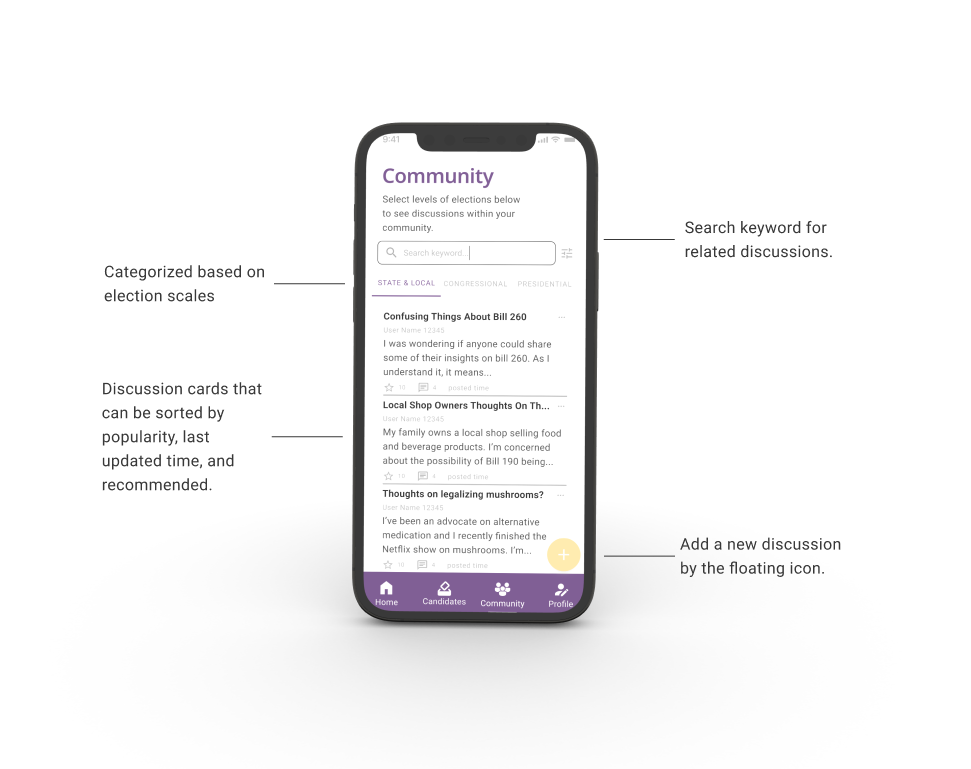 9:41
Community
Select levels of elections below
to see discussions within your
community.
Search keyword...
STATE & LOCAL CONGRESSIONAL PRESIDENTIAL
Confusing Things About Bill 260
User Name 12345
I was wondering if anyone could share
some of their insights on bill 260. As I
understand it, it means...
10 4 posted time
Local Shop Owners Thoughts On Th...
User Name 12345
My family owns a local shop selling food
and beverage products. I'm concerned
about the possibility of Bill 190 being...
10 4 posted time
Thoughts on legalizing mushrooms?
User Name 12345
I've been an advocate on alternative
medication and I recently finished the
Netflix show on mushrooms. I'm...
10 4 posted time
Home Candidates Community Profile
Categorized based on
election scales
Discussion cards that
can be sorted by
popularity, last
updated time, and
recommended.
Search keyword for
related discussions.
Add a new discussion
by the floating icon.